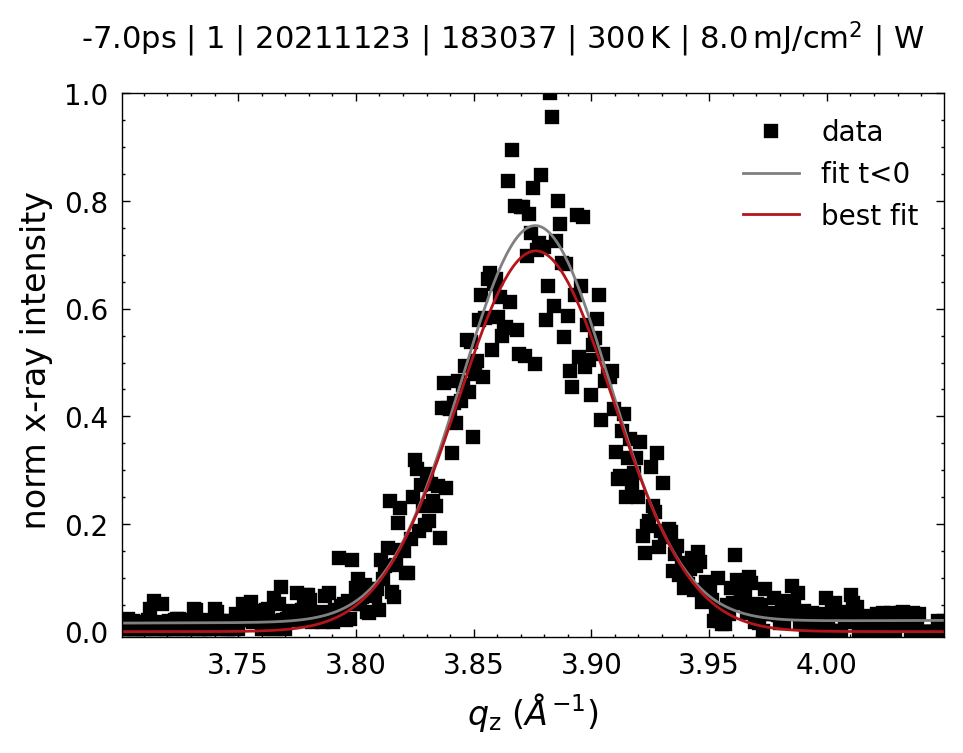 -7.0ps | 1 | 20211123 | 183037 | 300 K | 8.0 mJ/cm² | W
1.0
0.8
0.6
0.4
0.2
0.0
norm x-ray intensity
data
fit t<0
best fit
3.75 3.80 3.85 3.90 3.95 4.00
q_z (Å⁻¹)